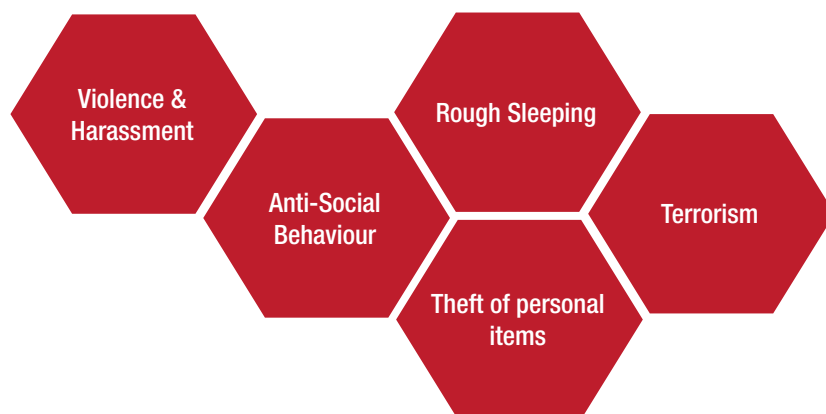 Violence &
Harassment
Anti-Social
Behaviour
Rough Sleeping
Theft of personal
items
Terrorism